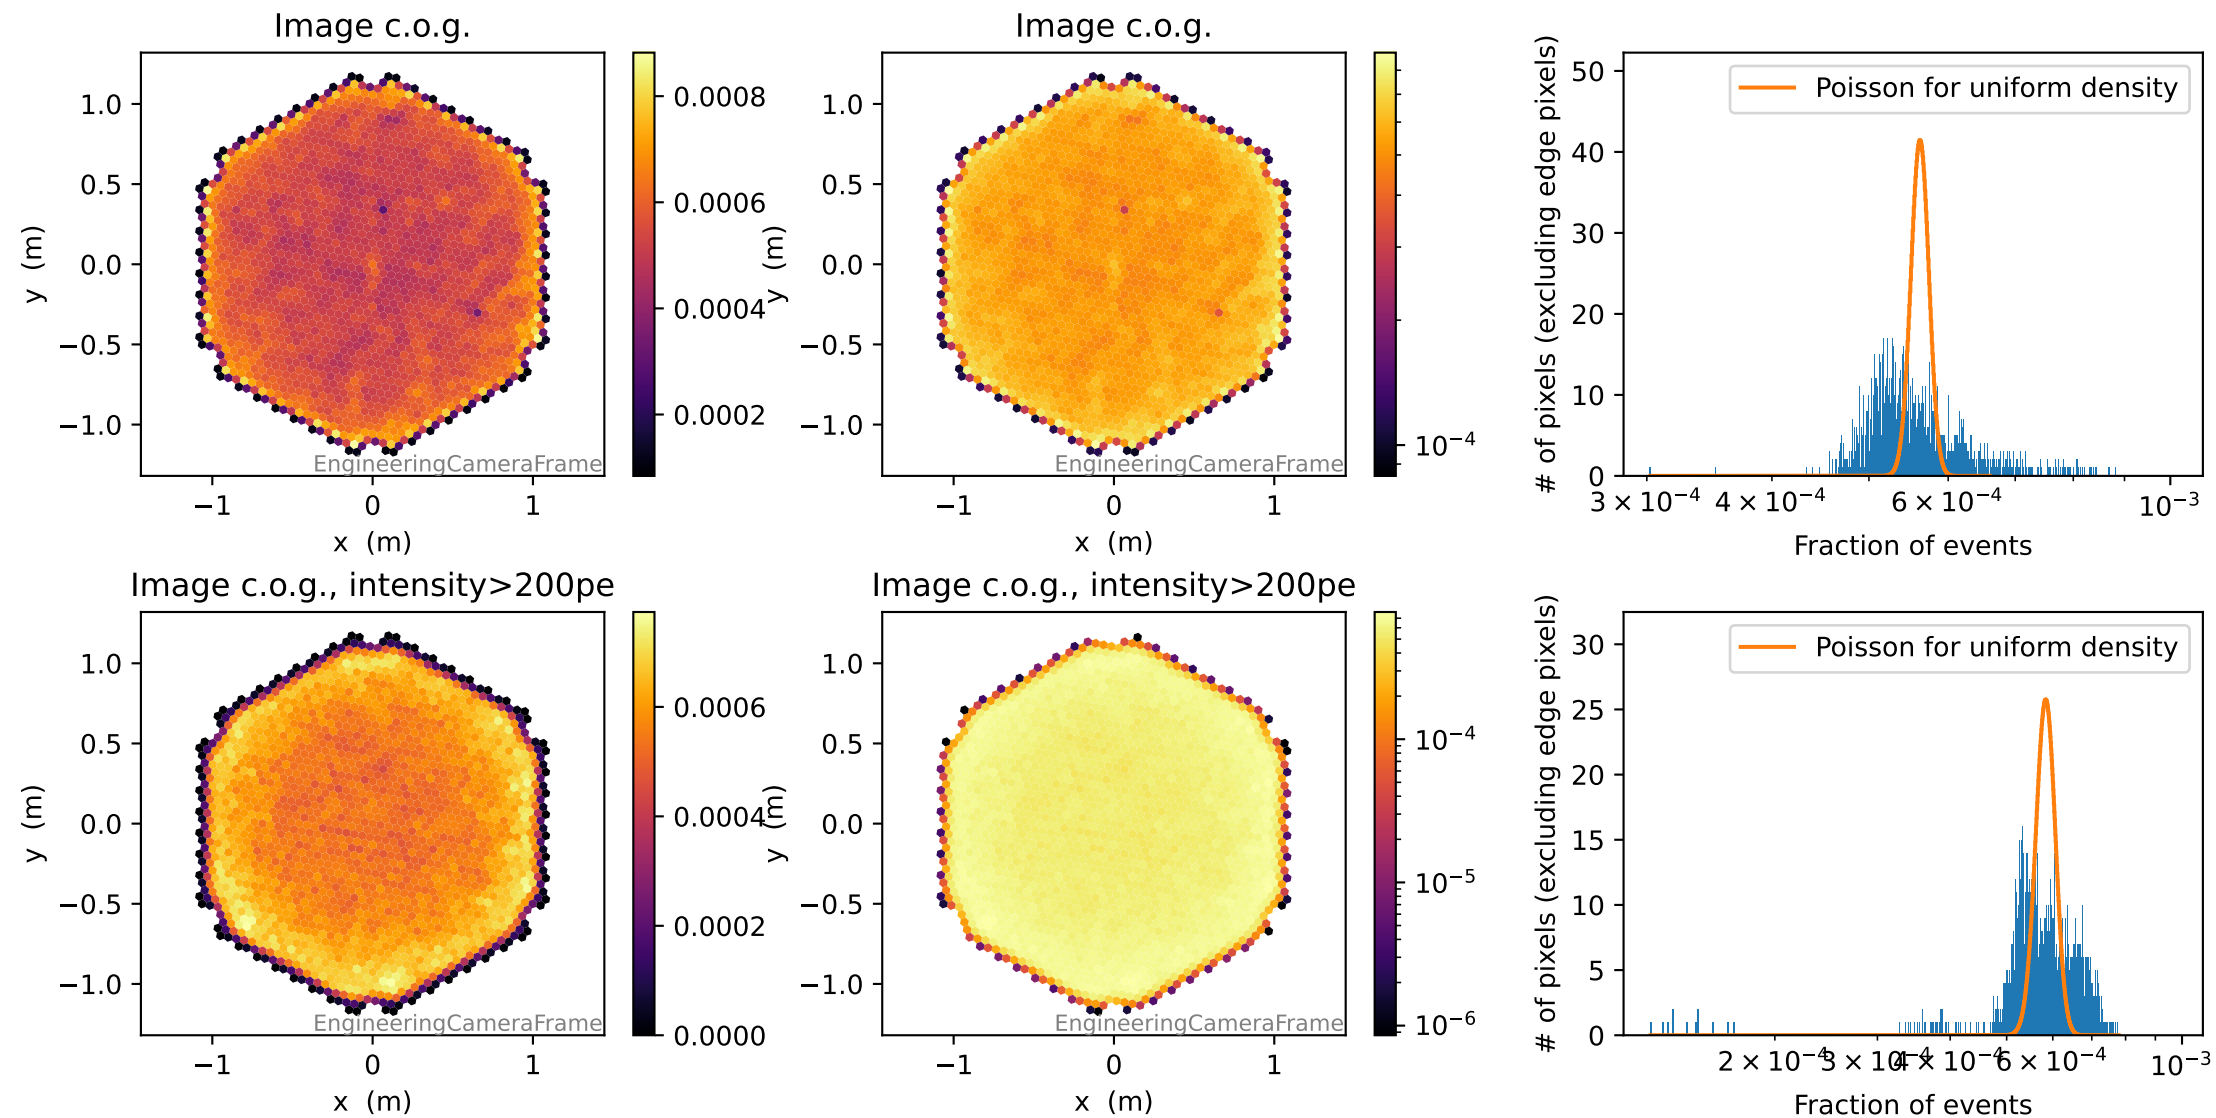 Image c.o.g.
1.0
0.5
0.0
−0.5
−1.0
y (m)
−1
0
1
x (m)
EngineeringCameraFrame
0.0008
0.0006
0.0004
0.0002
Image c.o.g.
1.0
0.5
0.0
−0.5
−1.0
y (m)
−1
0
1
x (m)
EngineeringCameraFrame
10⁻⁴
Poisson for uniform density
50
40
30
20
10
0
# of pixels (excluding edge pixels)
3 × 10⁻⁴
4 × 10⁻⁴
6 × 10⁻⁴
10⁻³
Fraction of events
Image c.o.g., intensity>200pe
1.0
0.5
0.0
−0.5
−1.0
y (m)
−1
0
1
x (m)
EngineeringCameraFrame
0.0006
0.0004
0.0002
0.0000
Image c.o.g., intensity>200pe
1.0
0.5
0.0
−0.5
−1.0
y (m)
−1
0
1
x (m)
EngineeringCameraFrame
10⁻⁴
10⁻⁵
10⁻⁶
Poisson for uniform density
30
25
20
15
10
5
0
# of pixels (excluding edge pixels)
2 × 10⁻⁴
3 × 10⁻⁴
4 × 10⁻⁴
6 × 10⁻⁴
10⁻³
Fraction of events